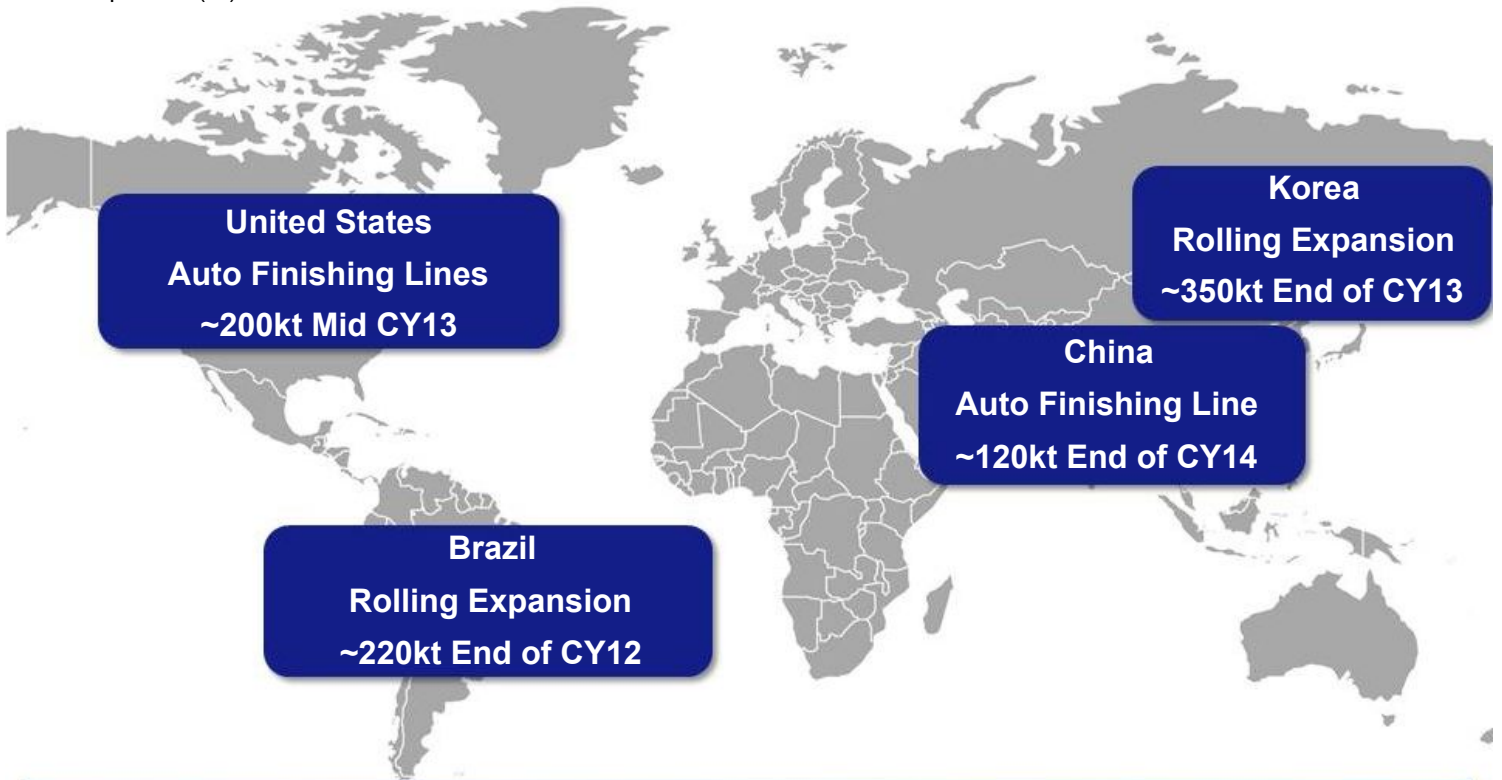 United States
Auto Finishing Lines
~200kt Mid CY13
Korea
Rolling Expansion
~350kt End of CY13
China
Auto Finishing Line
~120kt End of CY14
Brazil
Rolling Expansion
~220kt End of CY12